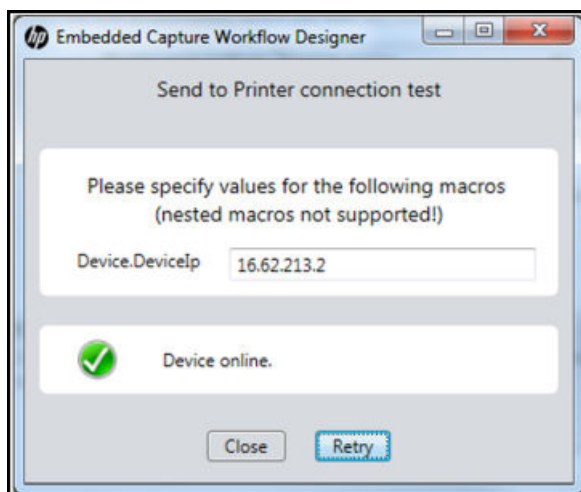 hp Embedded Capture Workflow Designer
Send to Printer connection test
Please specify values for the following macros
(nested macros not supported!)
Device.DeviceIp 16.62.213.2
Device online.
Close Retry